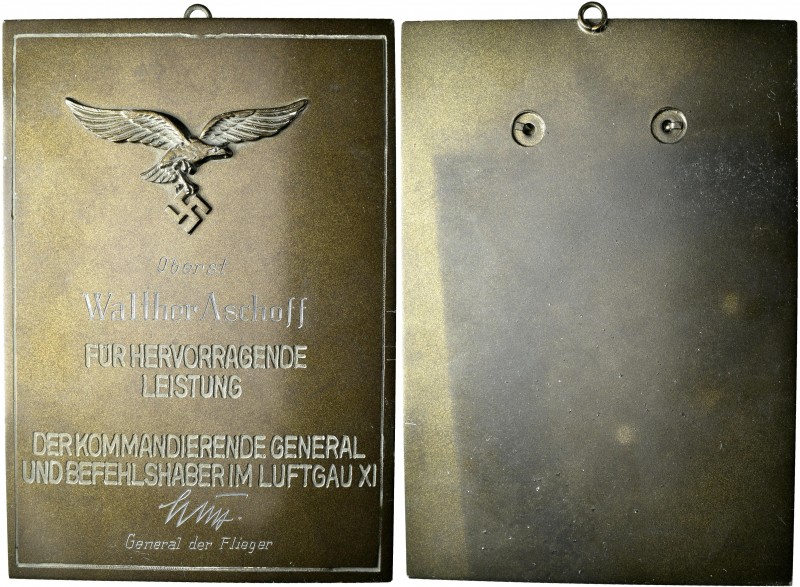 Oberst
Walther Aschoff
FÜR HERVORRAGENDE
LEISTUNG
DER KOMMANDIERENDE GENERAL
UND BEFEHLSHABER IM LUFTGAU XI
General der Flieger